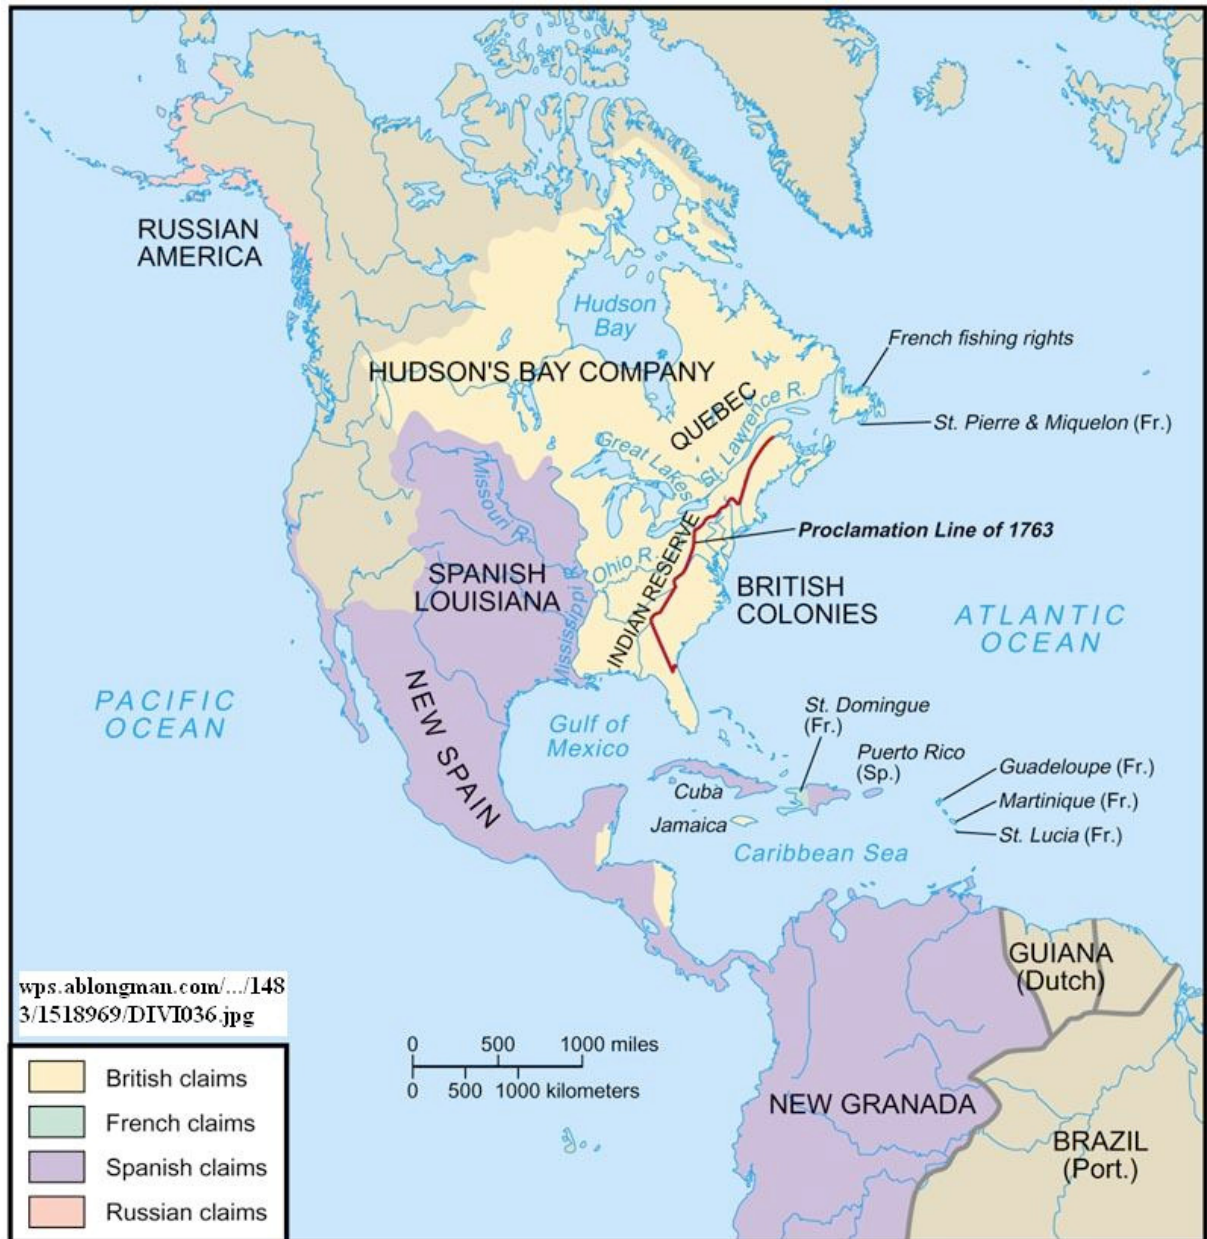 RUSSIAN
AMERICA
Hudson
Bay
French fishing rights
HUDSON'S BAY COMPANY
QUEBEC
St. Lawrence R.
St. Pierre & Miquelon (Fr.)
Great Lakes
Missouri R.
Proclamation Line of 1763
Ohio R.
INDIAN RESERVE
SPANISH
LOUISIANA
Mississippi R.
BRITISH
COLONIES
ATLANTIC
OCEAN
PACIFIC
OCEAN
NEW SPAIN
Gulf of
Mexico
St. Domingue
(Fr.)
Puerto Rico
(Sp.)
Guadeloupe (Fr.)
Cuba
Martinique (Fr.)
Jamaica
St. Lucia (Fr.)
Caribbean Sea
GUIANA
(Dutch)
wps.ablongman.com/.../148
3/1518969/DIVI036.jpg
0 500 1000 miles
0 500 1000 kilometers
NEW GRANADA
BRAZIL
(Port.)
British claims
French claims
Spanish claims
Russian claims